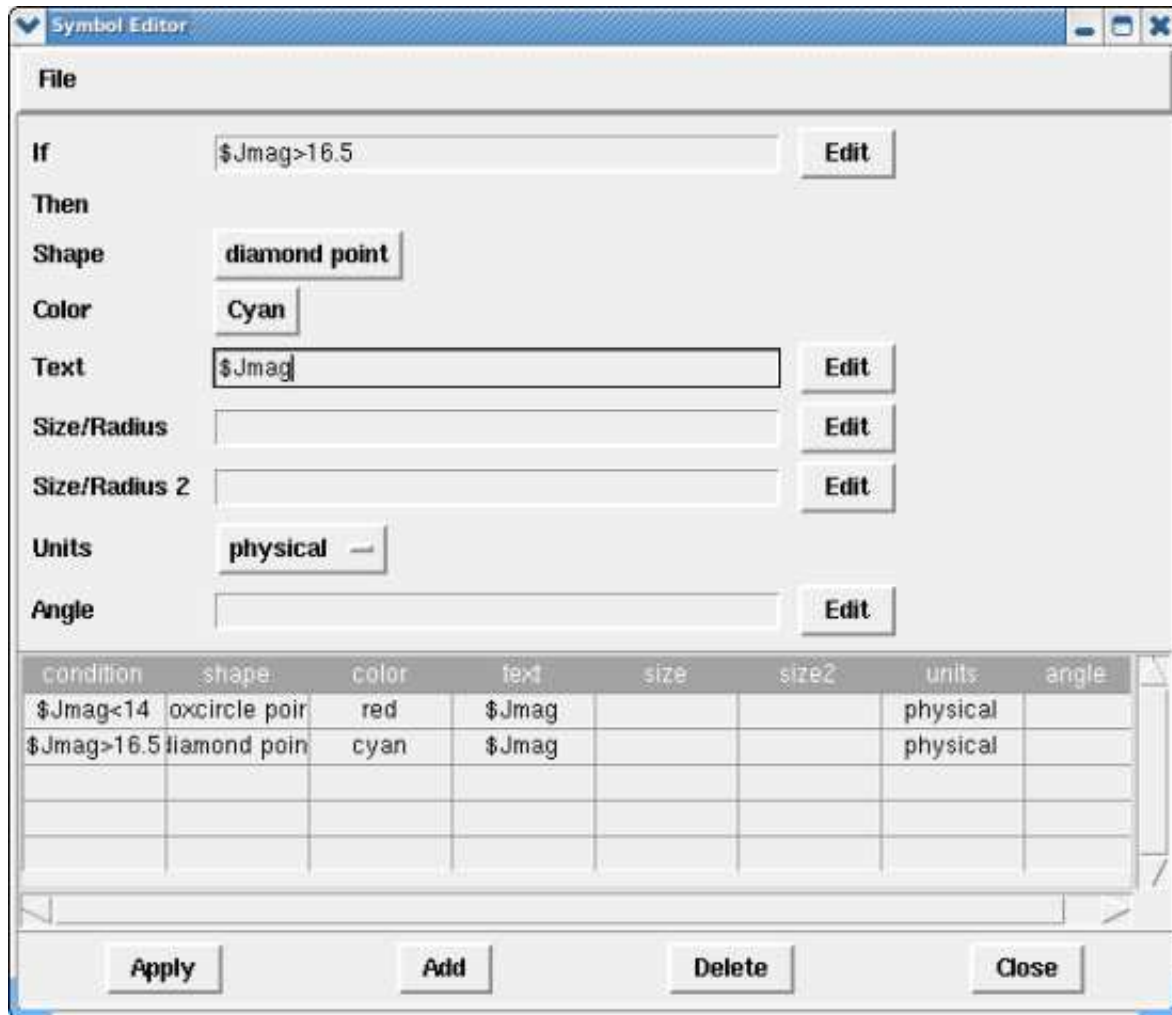 Symbol Editor
File
If $Jmag>16.5 Edit
Then
Shape diamond point
Color Cyan
Text $Jmag Edit
Size/Radius Edit
Size/Radius 2 Edit
Units physical
Angle Edit
condition shape color text size size2 units angle
$Jmag<14 oxcircle poin red $Jmag physical
$Jmag>16.5 diamond poin cyan $Jmag physical
Apply Add Delete Close